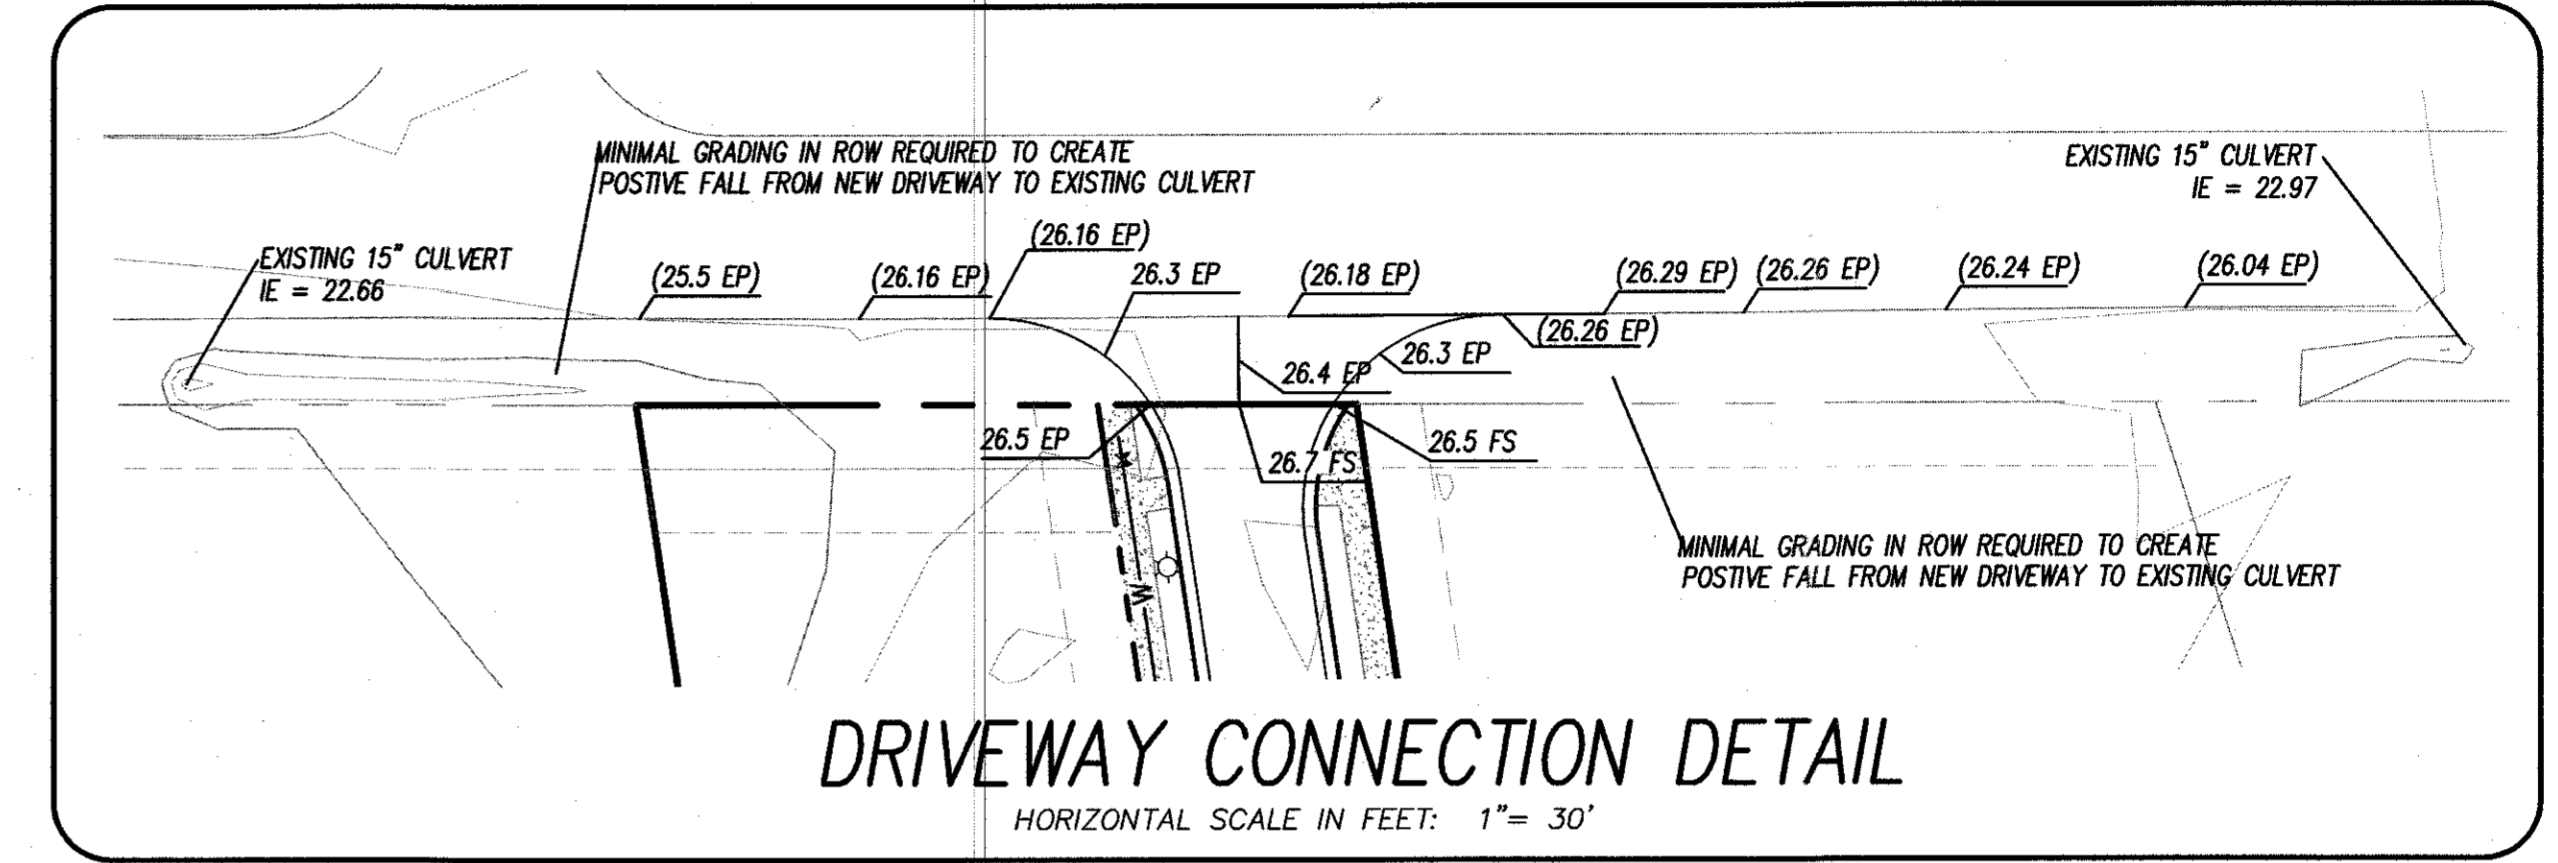 MINIMAL GRADING IN ROW REQUIRED TO CREATE
POSTIVE FALL FROM NEW DRIVEWAY TO EXISTING CULVERT
EXISTING 15" CULVERT
IE = 22.97
EXISTING 15" CULVERT
IE = 22.66
(25.5 EP)
(26.16 EP)
(26.16 EP)
26.3 EP
(26.18 EP)
(26.29 EP)
(26.26 EP)
(26.24 EP)
(26.04 EP)
(26.26 EP)
26.3 EP
26.4 EP
26.5 EP
26.7 FS
26.5 FS
W
MINIMAL GRADING IN ROW REQUIRED TO CREATE
POSTIVE FALL FROM NEW DRIVEWAY TO EXISTING CULVERT
DRIVEWAY CONNECTION DETAIL
HORIZONTAL SCALE IN FEET: 1"= 30'